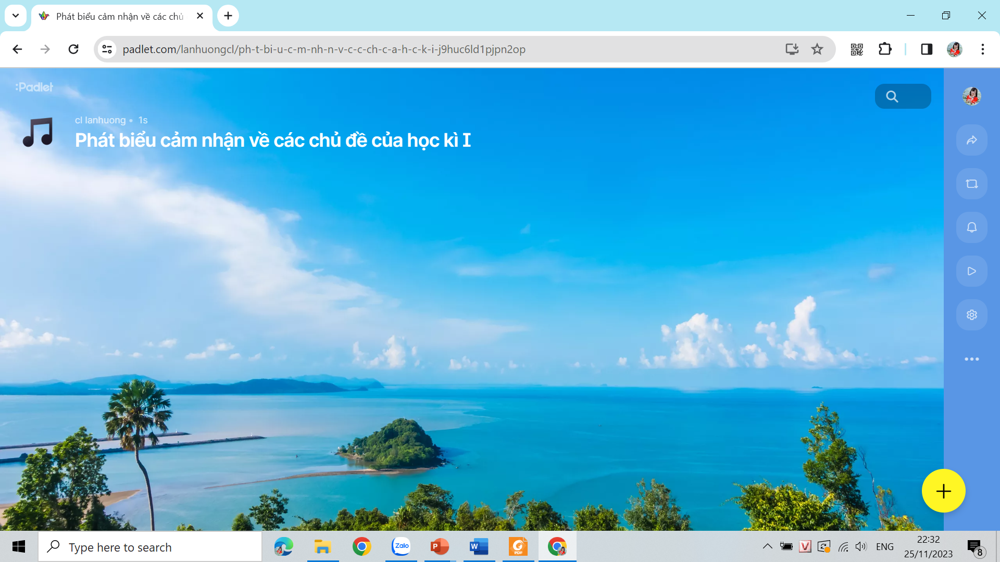 Phát biểu cảm nhận về các chủ
padlet.com/lanhuongcl/ph-t-bi-u-c-m-nh-n-v-c-c-ch-c-a-h-c-k-i-j9huc6ld1pjpn2op
:Padlet
cl lanhuong • 1s
Phát biểu cảm nhận về các chủ đề của học kì I
Type here to search
Zalo
P
W
PDF
V
ENG
22:32
25/11/2023
8